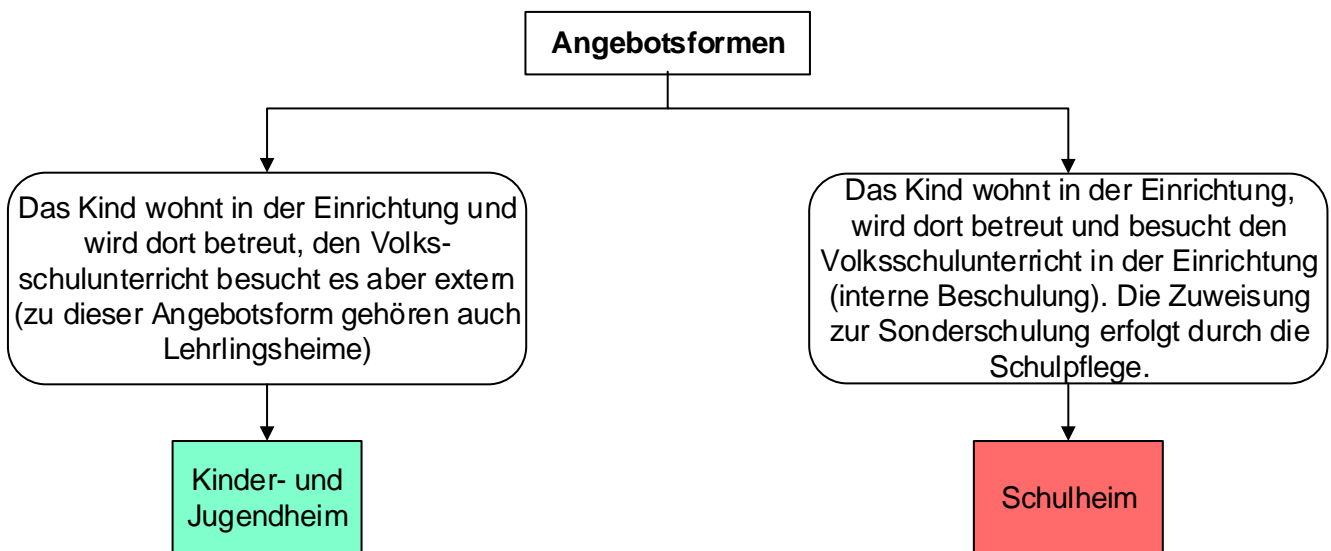 Angebotsformen
Das Kind wohnt in der Einrichtung und
wird dort betreut, den Volks-
schulunterricht besucht es aber extern
(zu dieser Angebotsform gehören auch
Lehrlingsheime)
Das Kind wohnt in der Einrichtung,
wird dort betreut und besucht den
Volksschulunterricht in der Einrichtung
(interne Beschulung). Die Zuweisung
zur Sonderschulung erfolgt durch die
Schulpflege.
Kinder- und
Jugendheim
Schulheim